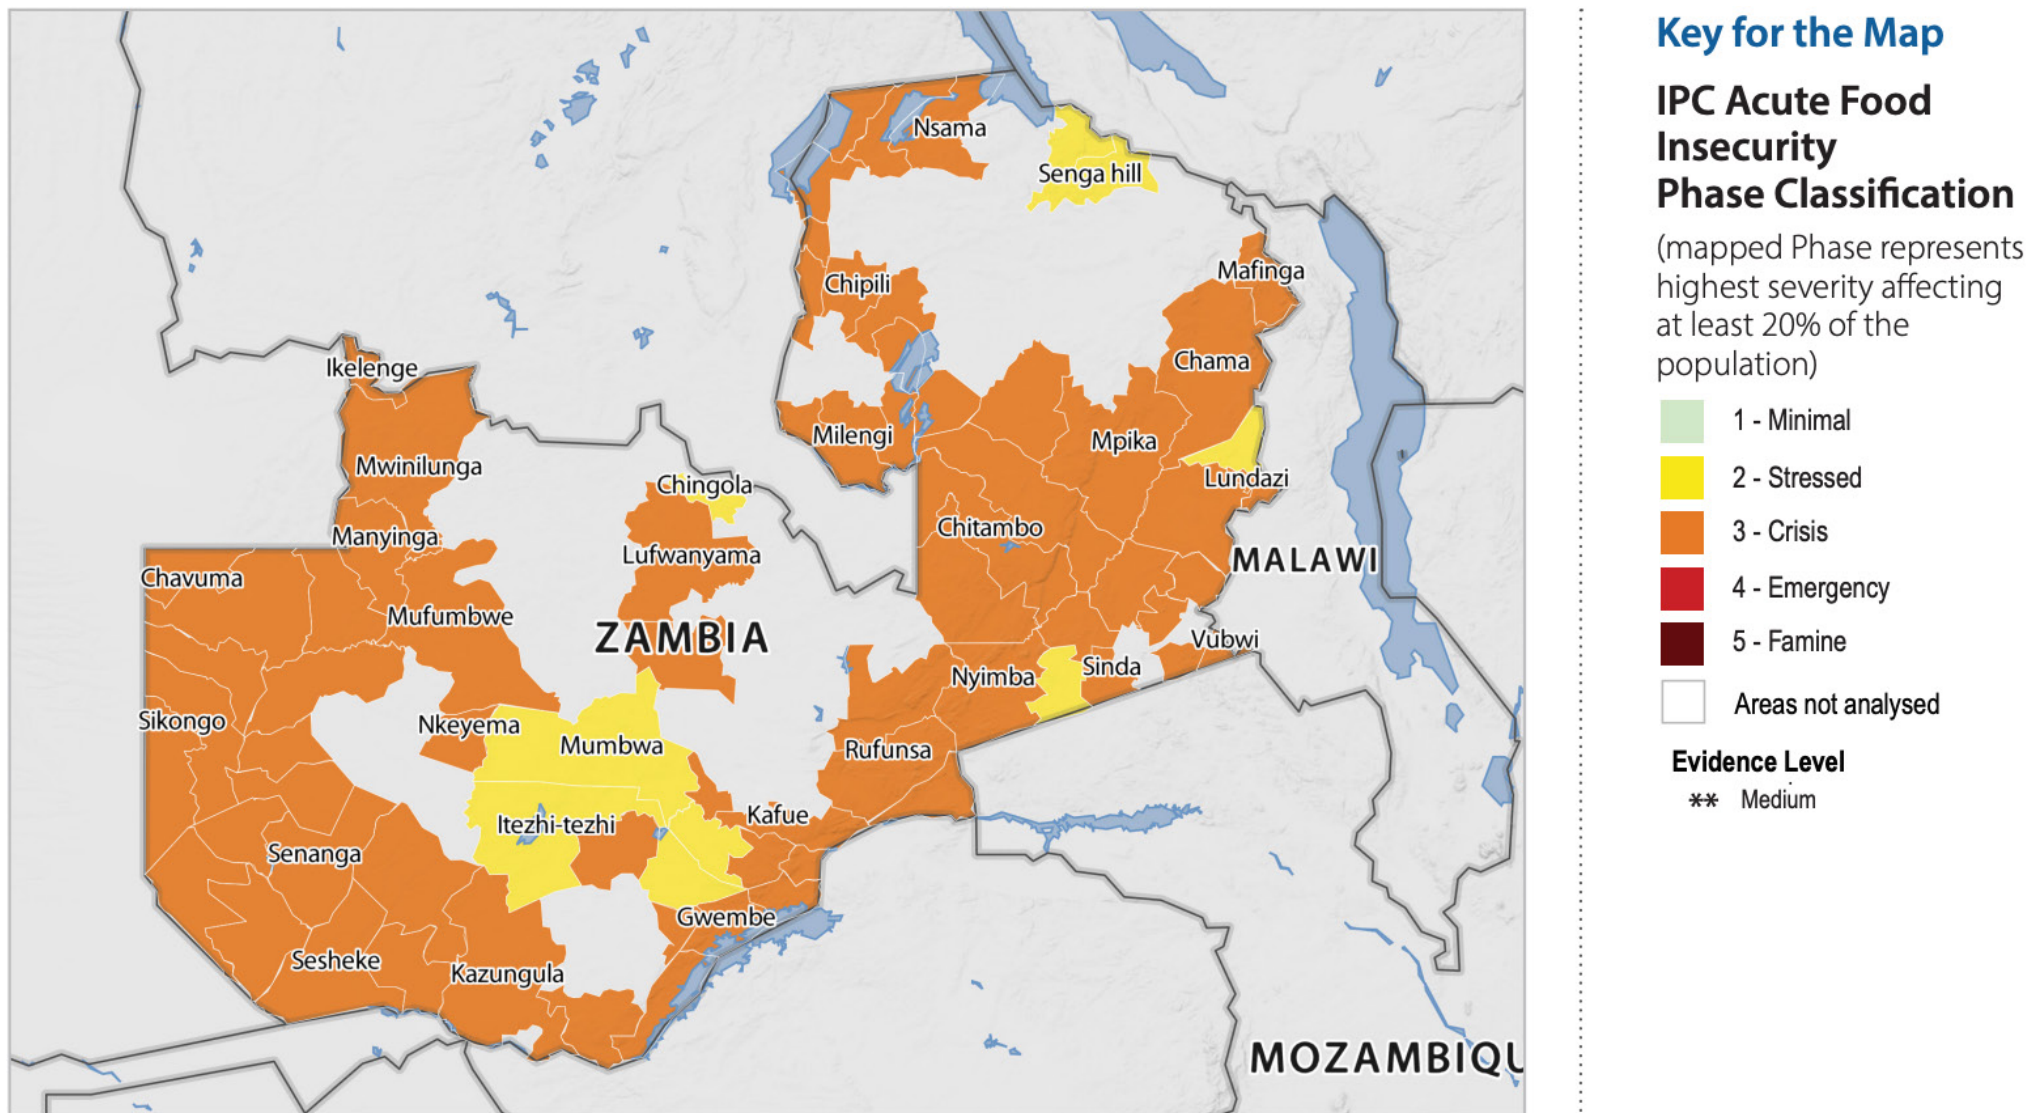 Nsama
Senga hill
Mafinga
Chipili
Chama
Ikelenge
Milengi
Mpika
Mwinilunga
Lundazi
Chingola
Chitambo
Manyinga
Lufwanyama
MALAWI
Chavuma
Mufumbwe
ZAMBIA
Vubwi
Sinda
Nyimba
Sikongo
Nkeyema
Mumbwa
Rufunsa
Kafue
Itezhi-tezhi
Senanga
Gwembe
Sesheke
Kazungula
MOZAMBIQU
Key for the Map
IPC Acute Food
Insecurity
Phase Classification
(mapped Phase represents
highest severity affecting
at least 20% of the
population)
1 - Minimal
2 - Stressed
3 - Crisis
4 - Emergency
5 - Famine
Areas not analysed
Evidence Level
** Medium